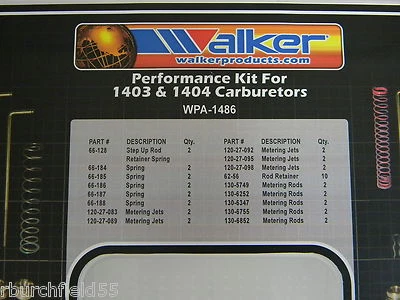 Walker
walkerproducts.com
Performance Kit For
1403 & 1404 Carburetors
WPA-1486
PART # DESCRIPTION Qty. PART # DESCRIPTION Qty.
66-128 Step Up Rod 2 120-27-092 Metering Jets 2
Retainer Spring 120-27-095 Metering Jets 2
66-184 Spring 2 120-27-098 Metering Jets 2
66-185 Spring 2 62-56 Rod Retainer 10
66-186 Spring 2 130-5749 Metering Rods 2
66-187 Spring 2 130-6252 Metering Rods 2
66-188 Spring 2 130-6347 Metering Rods 2
120-27-083 Metering Jets 2 130-6755 Metering Rods 2
120-27-089 Metering Jets 2 130-6852 Metering Rods 2
© rburchfield55